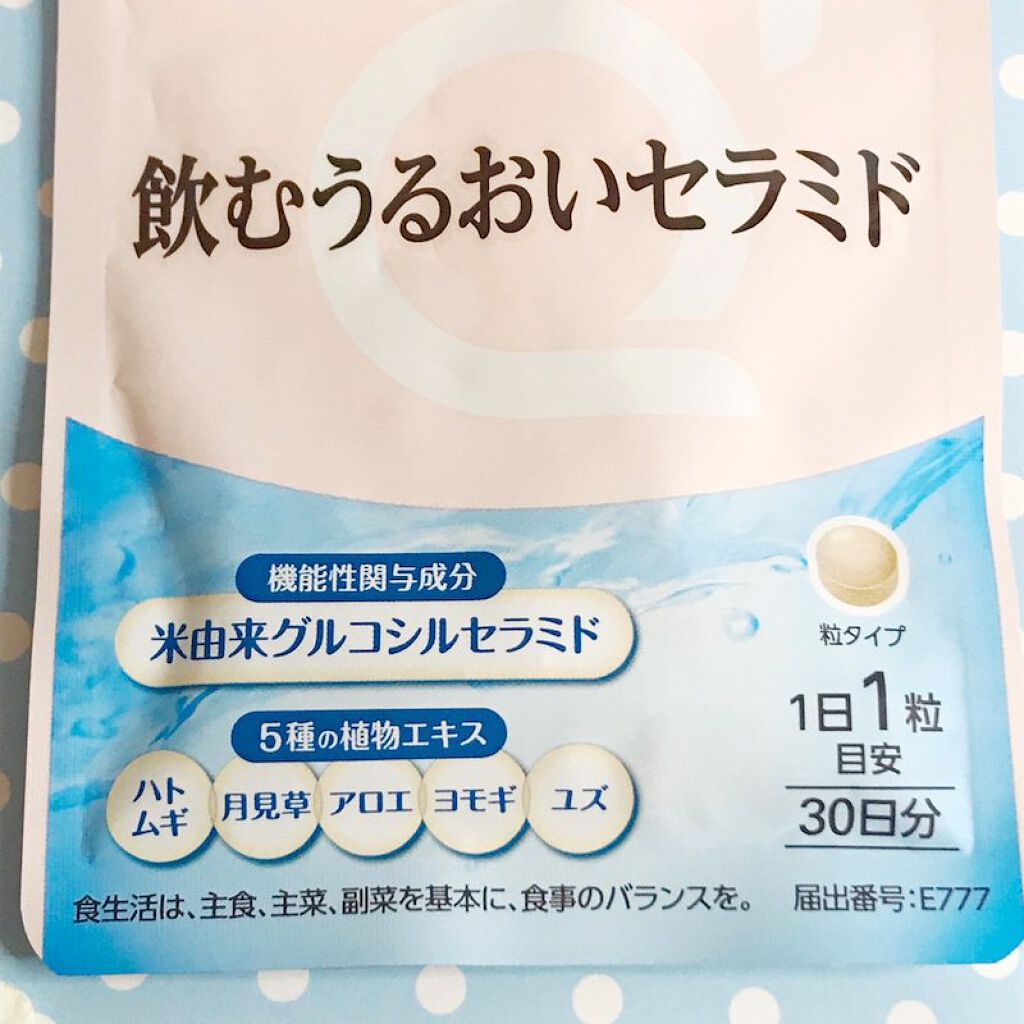 飲むうるおいセラミド
機能性関与成分
米由来グルコシルセラミド
5種の植物エキス
ハト
ムギ
月見草
アロエ
ヨモギ
ユズ
粒タイプ
1日1粒
目安
30日分
食生活は、主食、主菜、副菜を基本に、食事のバランスを。
届出番号:E777